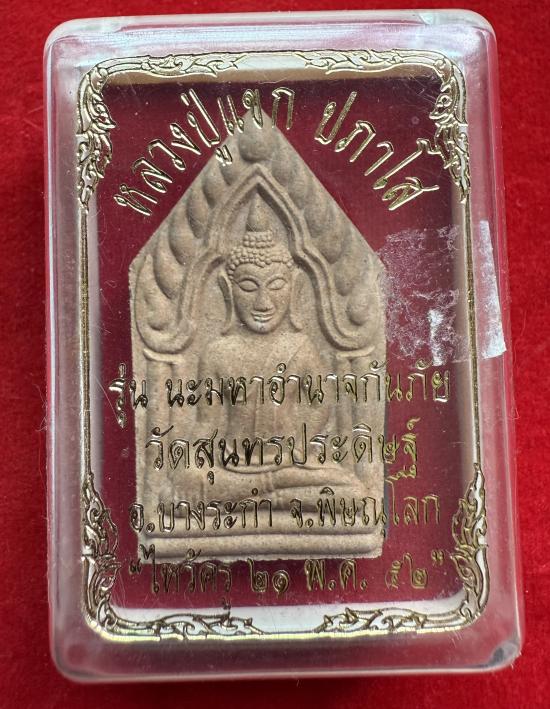 หลวงปู่แขก ปภาโส
รุ่น นะมหาอำนาจกันภัย
วัดสุนทรประดิษฐ์
อ.บางระกำ จ.พิษณุโลก
"ไหว้ครู ๒๑ พ.ค. ๕๒"